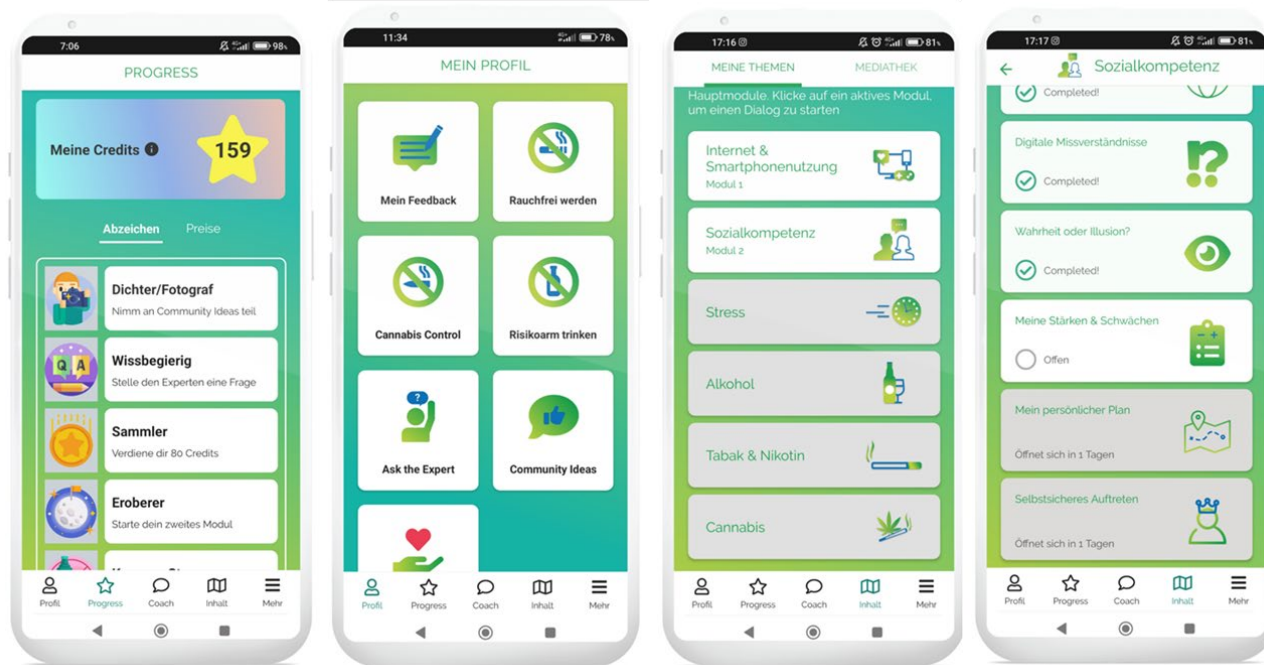 7:06
98%
PROGRESS
Meine Credits
159
Abzeichen
Preise
Q A
Dichter/Fotograf
Nimm an Community Ideas teil
Wissbegierig
Stelle den Experten eine Frage
Sammler
Verdiene dir 80 Credits
Eroberer
Starte dein zweites Modul
Profil
Progress
Coach
Inhalt
Mehr
11:34
78%
MEIN PROFIL
Mein Feedback
Rauchfrei werden
Cannabis Control
Risikoarm trinken
Ask the Expert
Community Ideas
Profil
Progress
Coach
Inhalt
Mehr
17:16
81%
MEINE THEMEN
MEDIATHEK
Hauptmodule. Klicke auf ein aktives Modul,
um einen Dialog zu starten
Internet &
Smartphonenutzung
Modul 1
Sozialkompetenz
Modul 2
Stress
Alkohol
Tabak & Nikotin
Cannabis
Profil
Progress
Coach
Inhalt
Mehr
17:17
81%
Sozialkompetenz
Completed!
Digitale Missverständnisse
Completed!
Wahrheit oder Illusion?
Completed!
Meine Stärken & Schwächen
Offen
Mein persönlicher Plan
Öffnet sich in 1 Tagen
Selbstsicheres Auftreten
Öffnet sich in 1 Tagen
Profil
Progress
Coach
Inhalt
Mehr